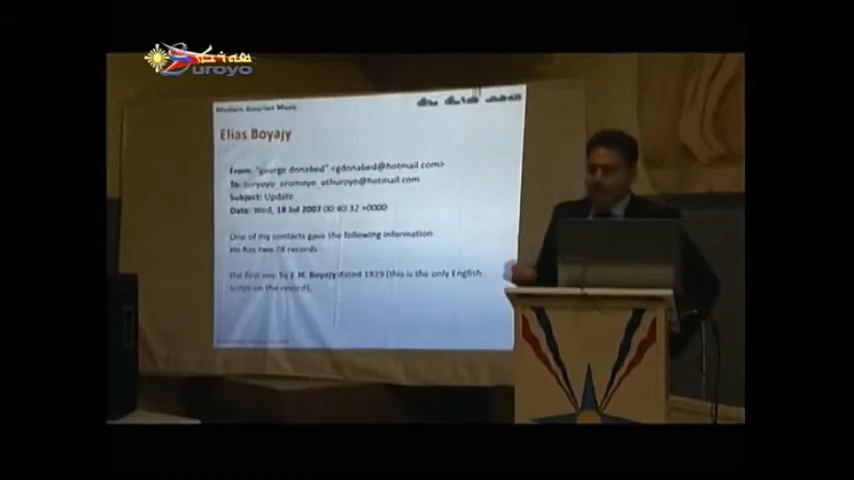 ܣܘܪܝܝܐ
Suroyo
Modern Assyrian Music
Elias Boyajy
From: "george donabed" <gdonabed@hotmail.com>
To: suryoyo_oromoyo_othuroyo@hotmail.com
Subject: Update
Date: Wed, 18 Jul 2007 00:40:32 +0000
One of my contacts gave the following information:
He has two 78 records.
The first one by E.M. Boyajy dated 1929 (this is the only English
script on the record).